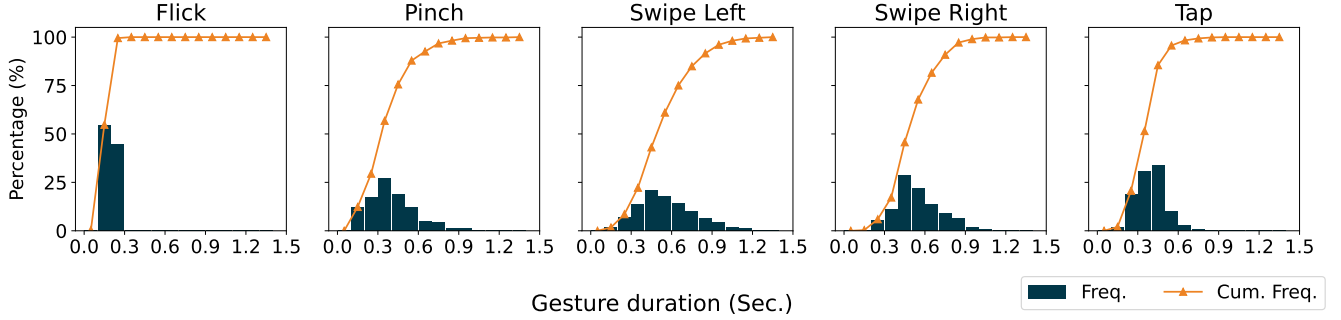 Flick
Pinch
Swipe Left
Swipe Right
Tap
Percentage (%)
100
75
50
25
0
0.0 0.3 0.6 0.9 1.2 1.5
0.0 0.3 0.6 0.9 1.2 1.5
0.0 0.3 0.6 0.9 1.2 1.5
0.0 0.3 0.6 0.9 1.2 1.5
0.0 0.3 0.6 0.9 1.2 1.5
Gesture duration (Sec.)
Freq.
Cum. Freq.